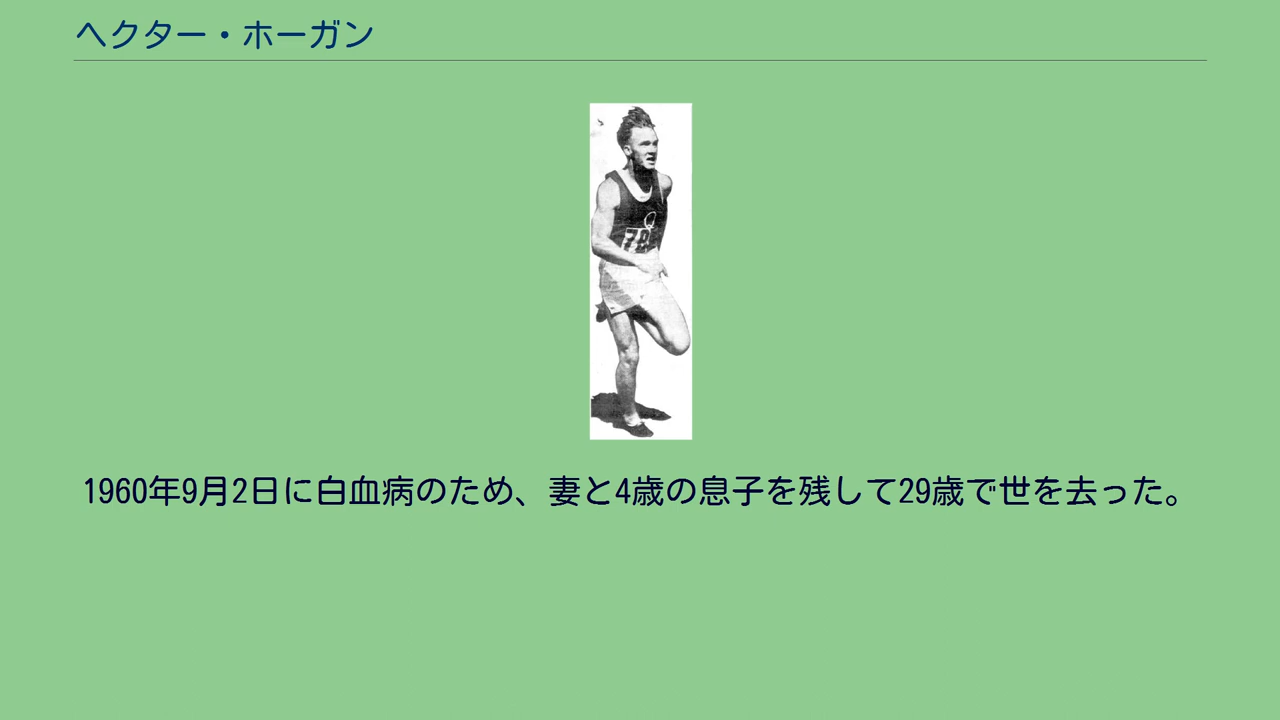 ヘクター・ホーガン
Q
1960年9月2日に白血病のため、妻と4歳の息子を残して29歳で世を去った。